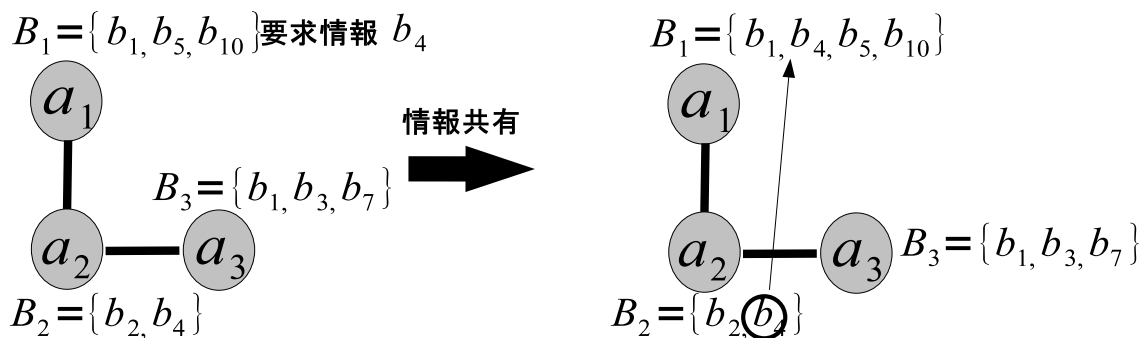 B₁={b₁,b₅,b₁₀}要求情報 b₄
a₁
B₃={b₁,b₃,b₇}
a₂ a₃
B₂={b₂,b₄}
情報共有
B₁={b₁,b₄,b₅,b₁₀}
a₁
a₂ a₃ B₃={b₁,b₃,b₇}
B₂={b₂,b₄}